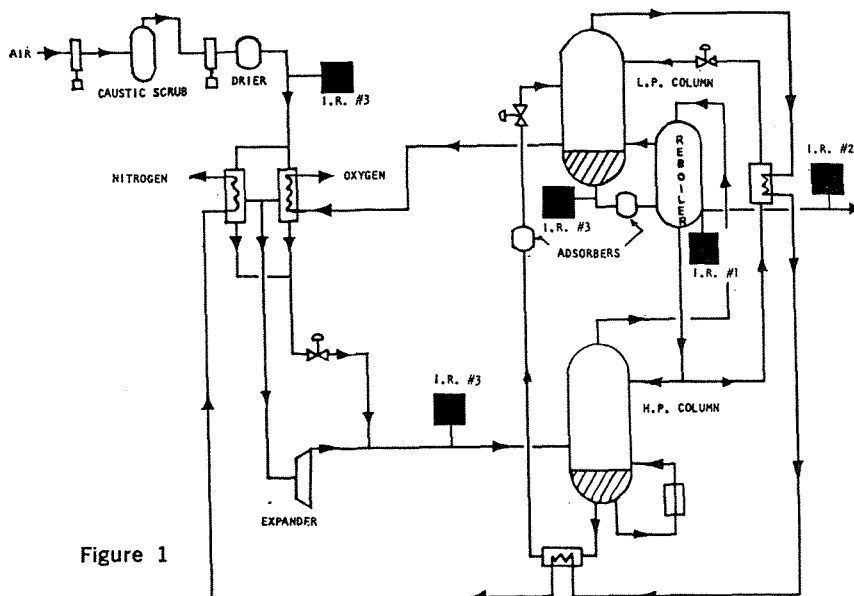 AIR
CAUSTIC SCRUB
DRIER
I.R. #3
L.P. COLUMN
REBOILER
I.R. #2
NITROGEN
OXYGEN
I.R. #3
ADSORBERS
I.R. #1
I.R. #3
H.P. COLUMN
EXPANDER
Figure 1